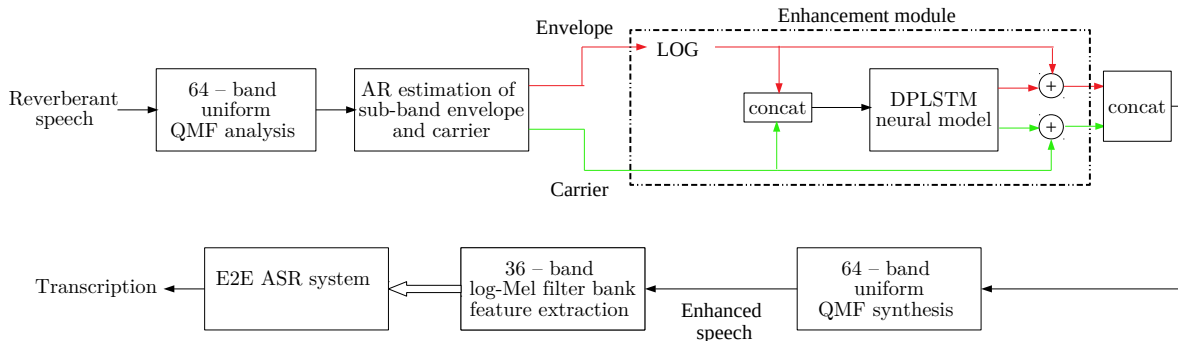 Enhancement module
Envelope
LOG
Reverberant
speech
64 – band
uniform
QMF analysis
AR estimation of
sub-band envelope
and carrier
concat
DPLSTM
neural model
+
+
concat
Carrier
Transcription
E2E ASR system
36 – band
log-Mel filter bank
feature extraction
Enhanced
speech
64 – band
uniform
QMF synthesis